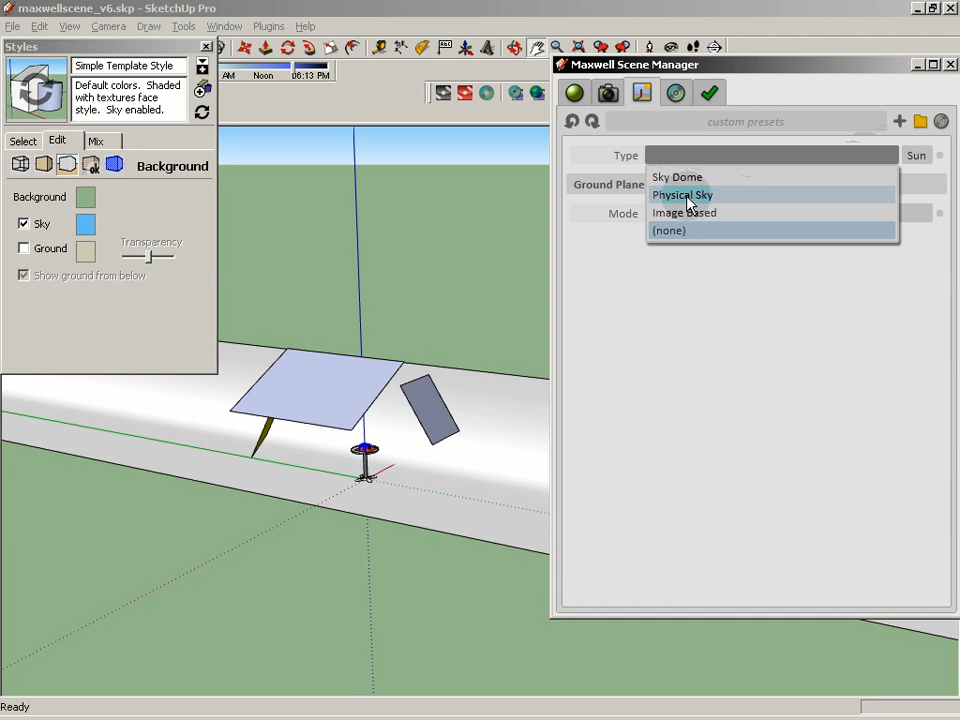 maxwellscene_v6.skp - SketchUp Pro
File Edit View Camera Draw Tools Window Plugins Help
Styles
Simple Template Style
Default colors. Shaded
with textures face
style. Sky enabled.
AM Noon 06:13 PM
Select Edit Mix
Background
Background
Sky
Ground
Transparency
Show ground from below
Maxwell Scene Manager
custom presets
Type
Sun
Sky Dome
Physical Sky
Image Based
(none)
Ground Plane
Mode
Ready